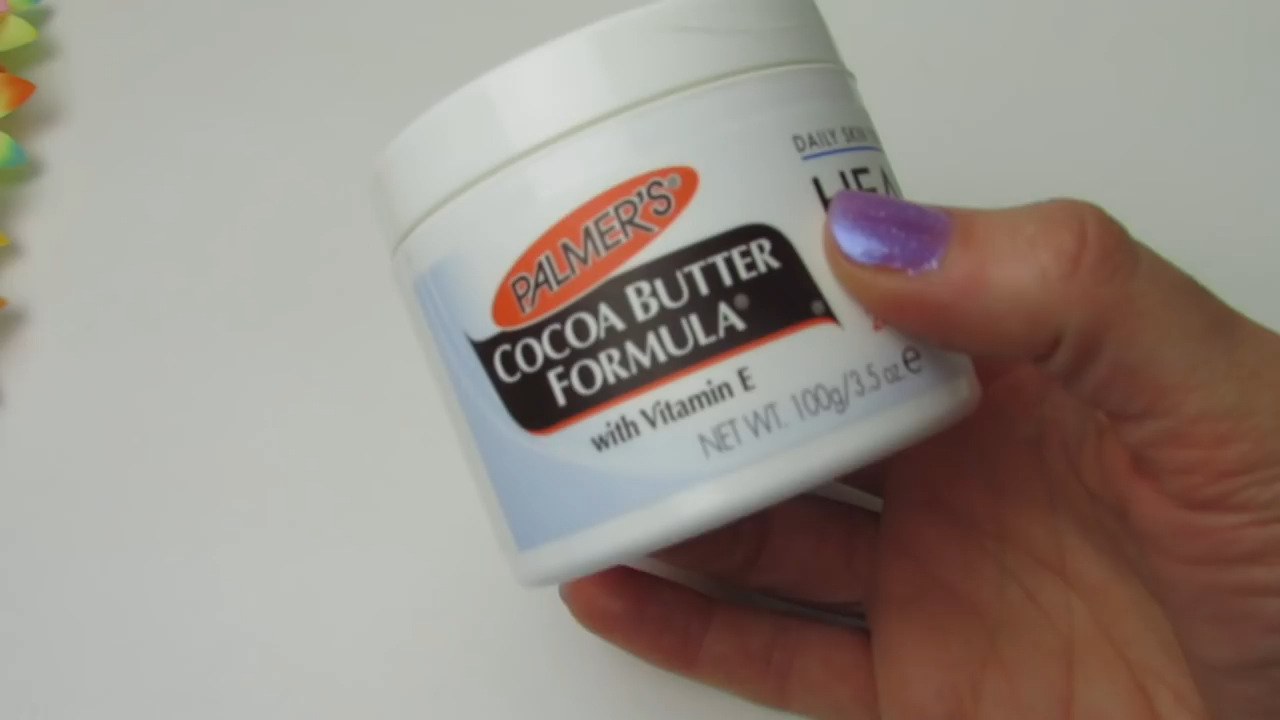 PALMER'S®
COCOA BUTTER
FORMULA®
with Vitamin E
NET WT. 100g/3.5 oz e
DAILY SKIN